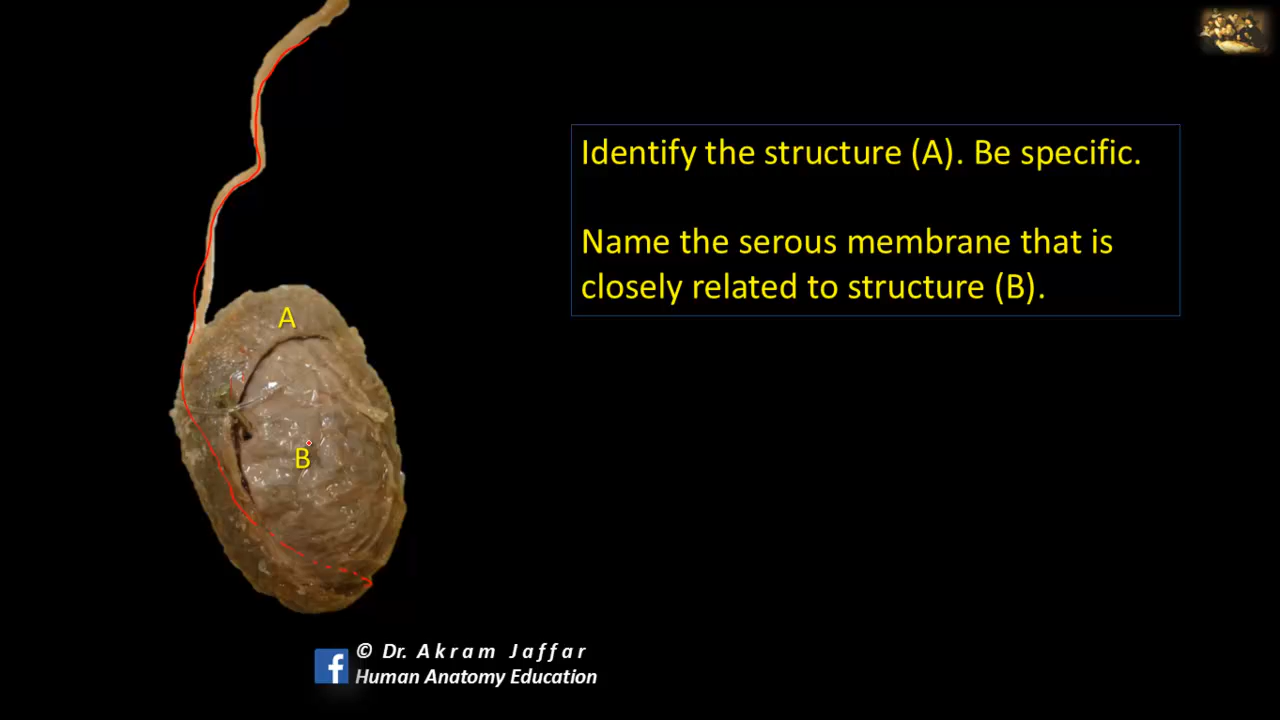 Identify the structure (A). Be specific.
Name the serous membrane that is
closely related to structure (B).
A
B
© Dr. Akram Jaffar
Human Anatomy Education